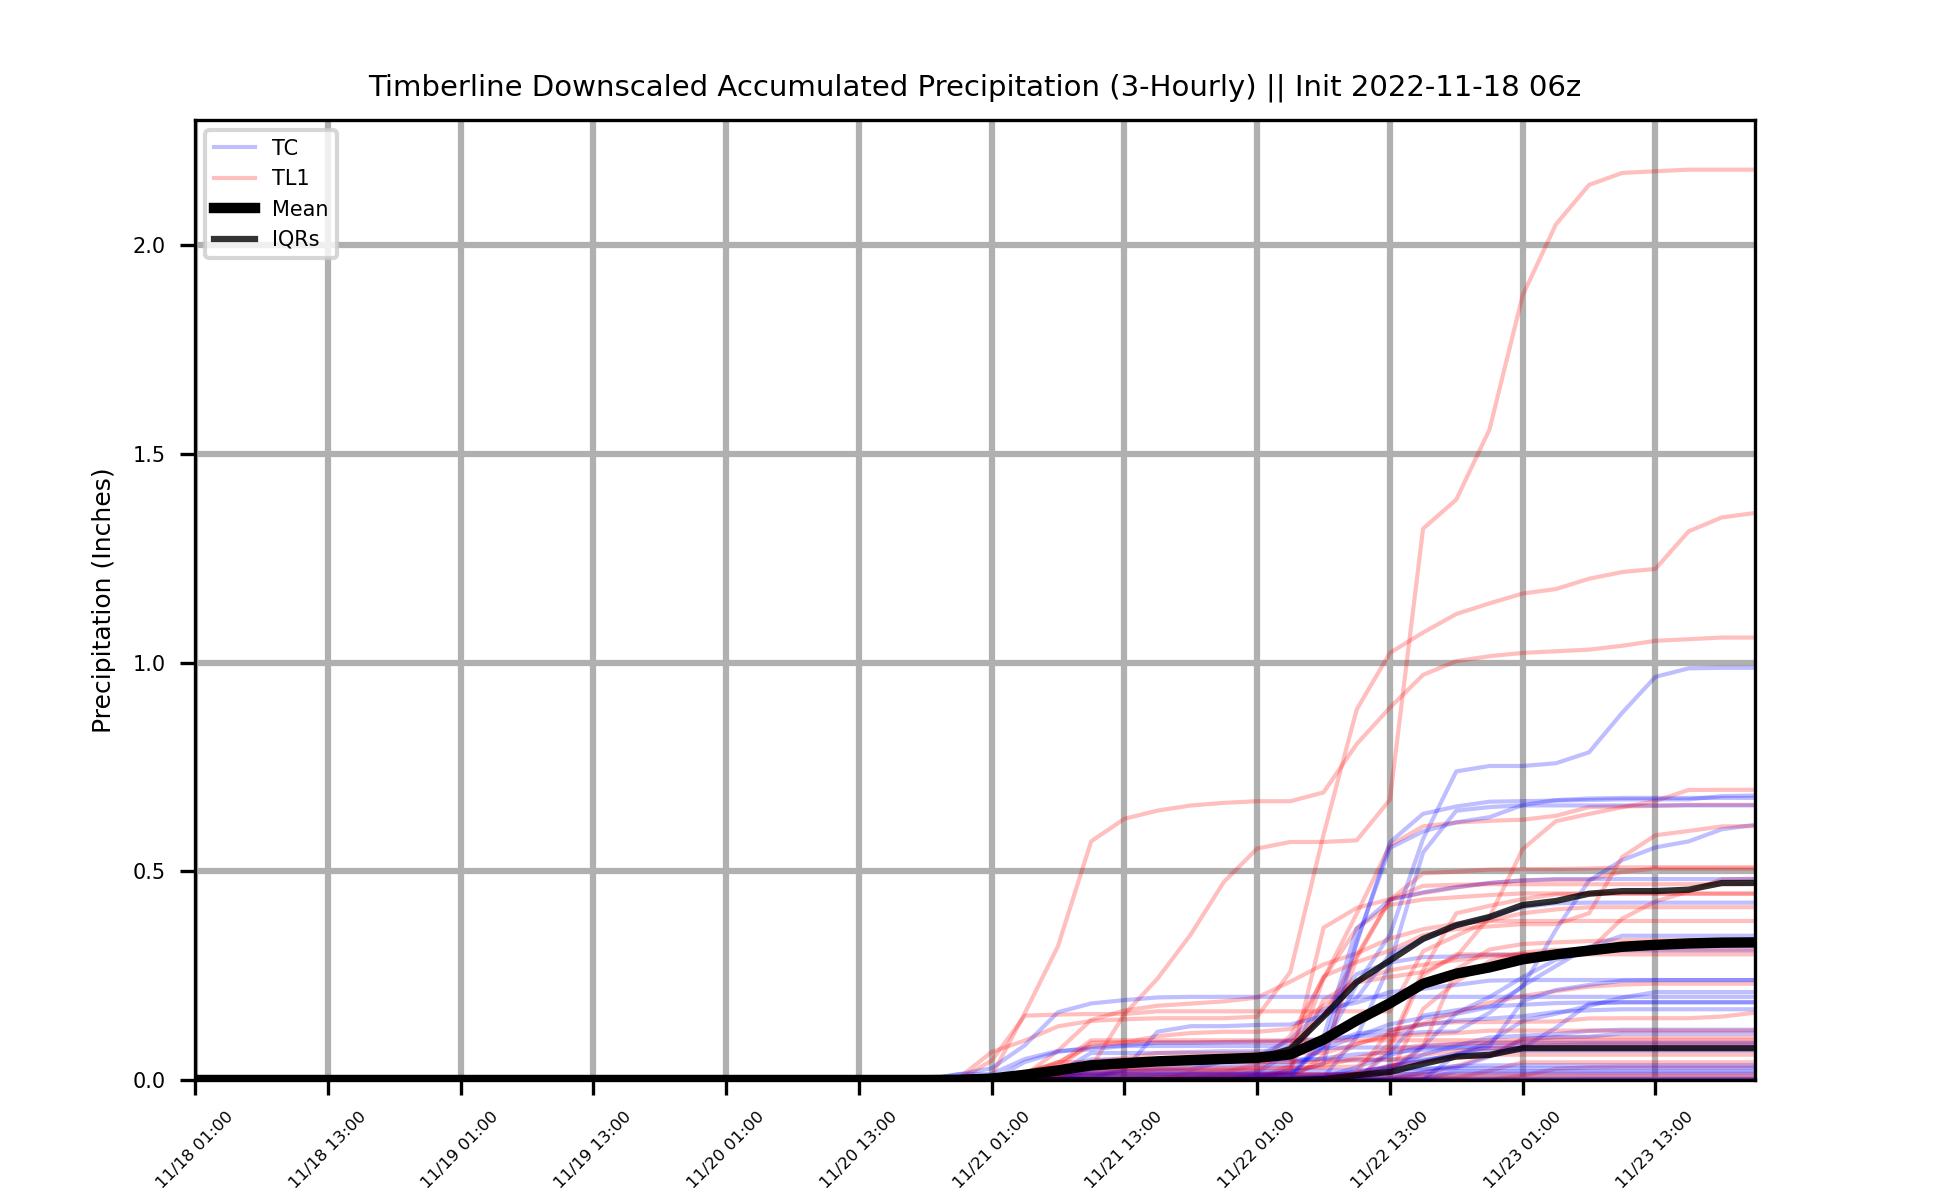 Timberline Downscaled Accumulated Precipitation (3-Hourly) || Init 2022-11-18 06z
TC
TL1
Mean
IQRs
Precipitation (Inches)
2.0
1.5
1.0
0.5
0.0
11/18 01:00
11/18 13:00
11/19 01:00
11/19 13:00
11/20 01:00
11/20 13:00
11/21 01:00
11/21 13:00
11/22 01:00
11/22 13:00
11/23 01:00
11/23 13:00